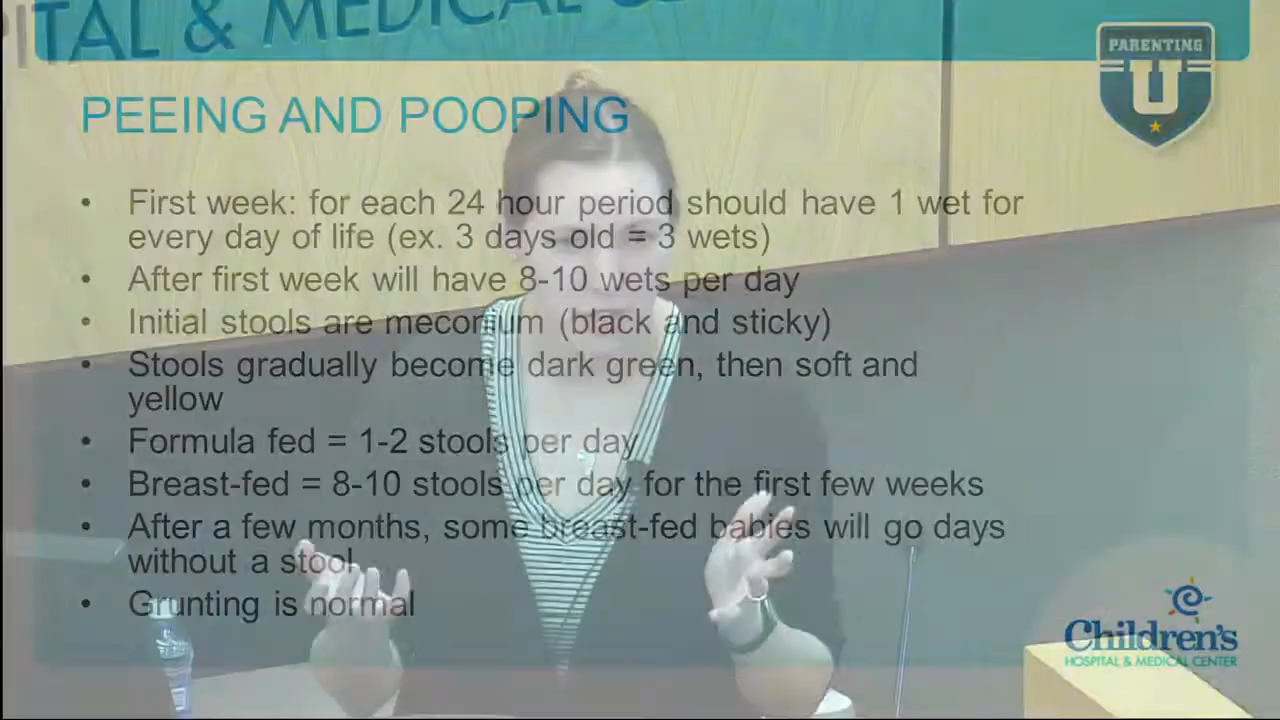 ITAL & MEDICAL
PARENTING
U
PEEING AND POOPING
• First week: for each 24 hour period should have 1 wet for
every day of life (ex. 3 days old = 3 wets)
• After first week will have 8-10 wets per day
• Initial stools are meconium (black and sticky)
• Stools gradually become dark green, then soft and
yellow
• Formula fed = 1-2 stools per day
• Breast-fed = 8-10 stools per day for the first few weeks
• After a few months, some breast-fed babies will go days
without a stool
• Grunting is normal
Children's
HOSPITAL & MEDICAL CENTER